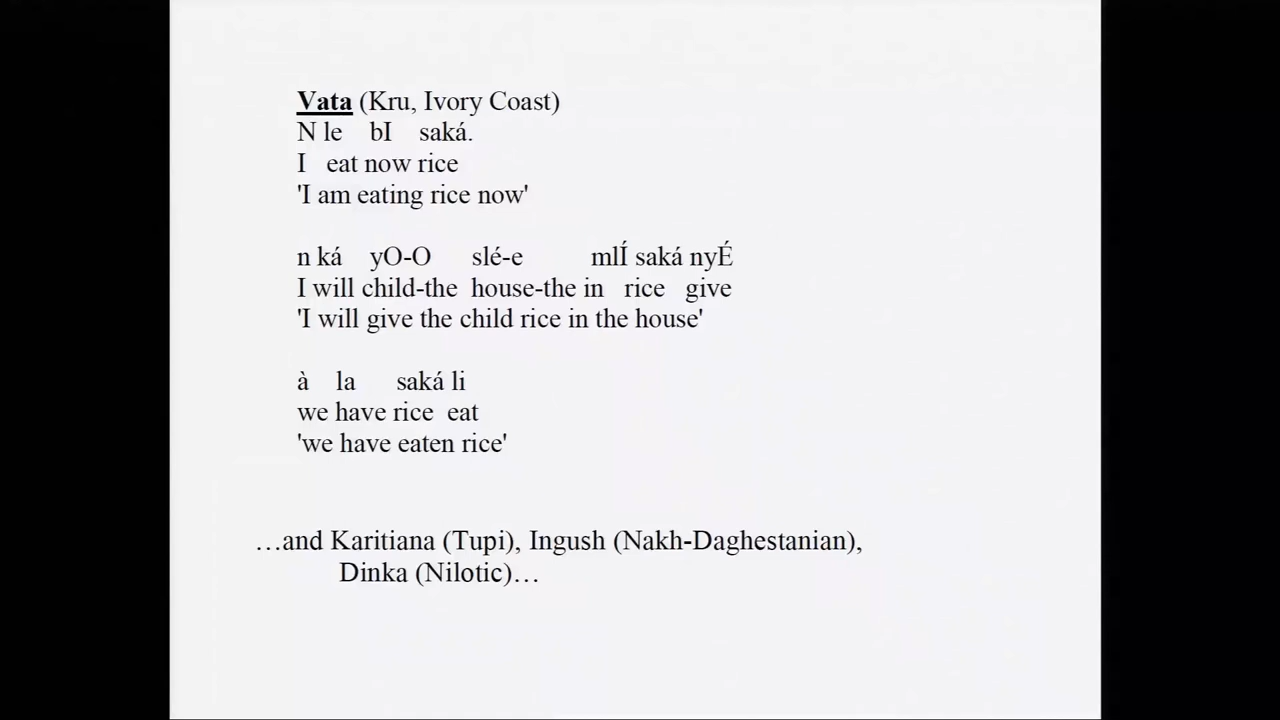 Vata (Kru, Ivory Coast)
N le bI saká.
I eat now rice
'I am eating rice now'
n ká yO-O slé-e mlÍ saká nyÉ
I will child-the house-the in rice give
'I will give the child rice in the house'
à la saká li
we have rice eat
'we have eaten rice'
…and Karitiana (Tupi), Ingush (Nakh-Daghestanian),
Dinka (Nilotic)…